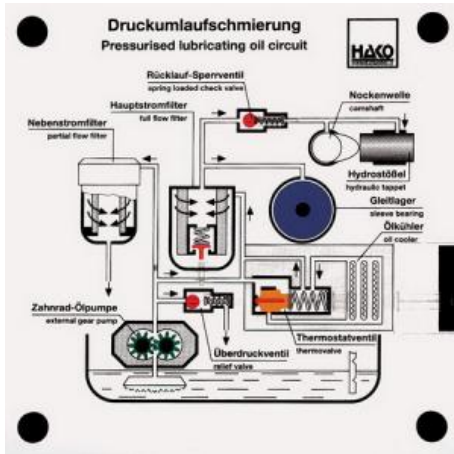 Druckumlaufschmierung
Pressurised lubricating oil circuit
HAKO
Rücklauf-Sperrventil
spring loaded check valve
Hauptstromfilter
full flow filter
Nebenstromfilter
partial flow filter
Nockenwelle
camshaft
Hydrostößel
hydraulic tappet
Gleitlager
sleeve bearing
Ölkühler
oil cooler
Zahnrad-Ölpumpe
external gear pump
Überdruckventil
relief valve
Thermostatventil
thermovalve